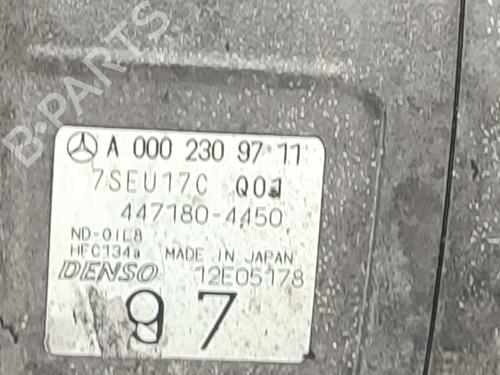 B-PARTS
A 000 230 97 11
7SEU17C Q01
447180-4450
ND-OIL8
HFC134a MADE IN JAPAN
DENSO 12E05178
97